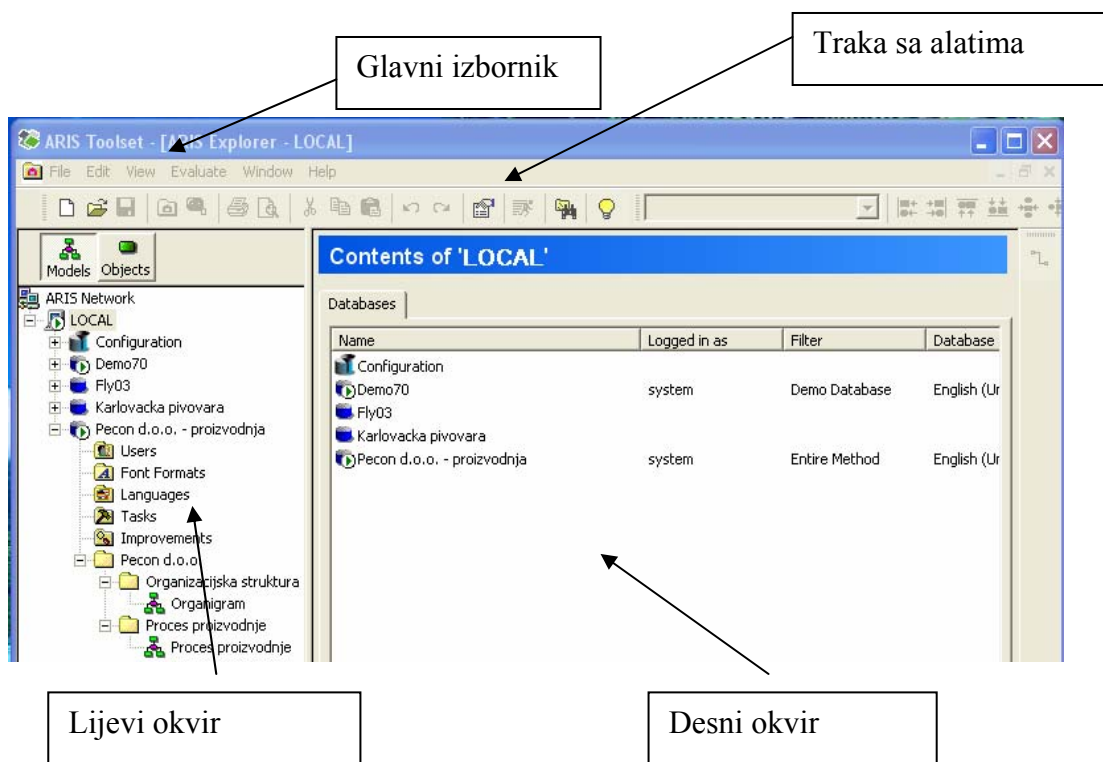 Traka sa alatima
Glavni izbornik
ARIS Toolset - [ARIS Explorer - LOCAL]
File Edit View Evaluate Window Help
Models Objects
Contents of 'LOCAL'
ARIS Network
Databases
LOCAL
Name Logged in as Filter Database
Configuration
Configuration
Demo70
Demo70 system Demo Database English (Ur
Fly03
Fly03
Karlovacka pivovara
Karlovacka pivovara
Pecon d.o.o. - proizvodnja
Pecon d.o.o. - proizvodnja system Entire Method English (Ur
Users
Font Formats
Languages
Tasks
Improvements
Pecon d.o.o
Organizacijska struktura
Organigram
Proces proizvodnje
Proces proizvodnje
Lijevi okvir
Desni okvir